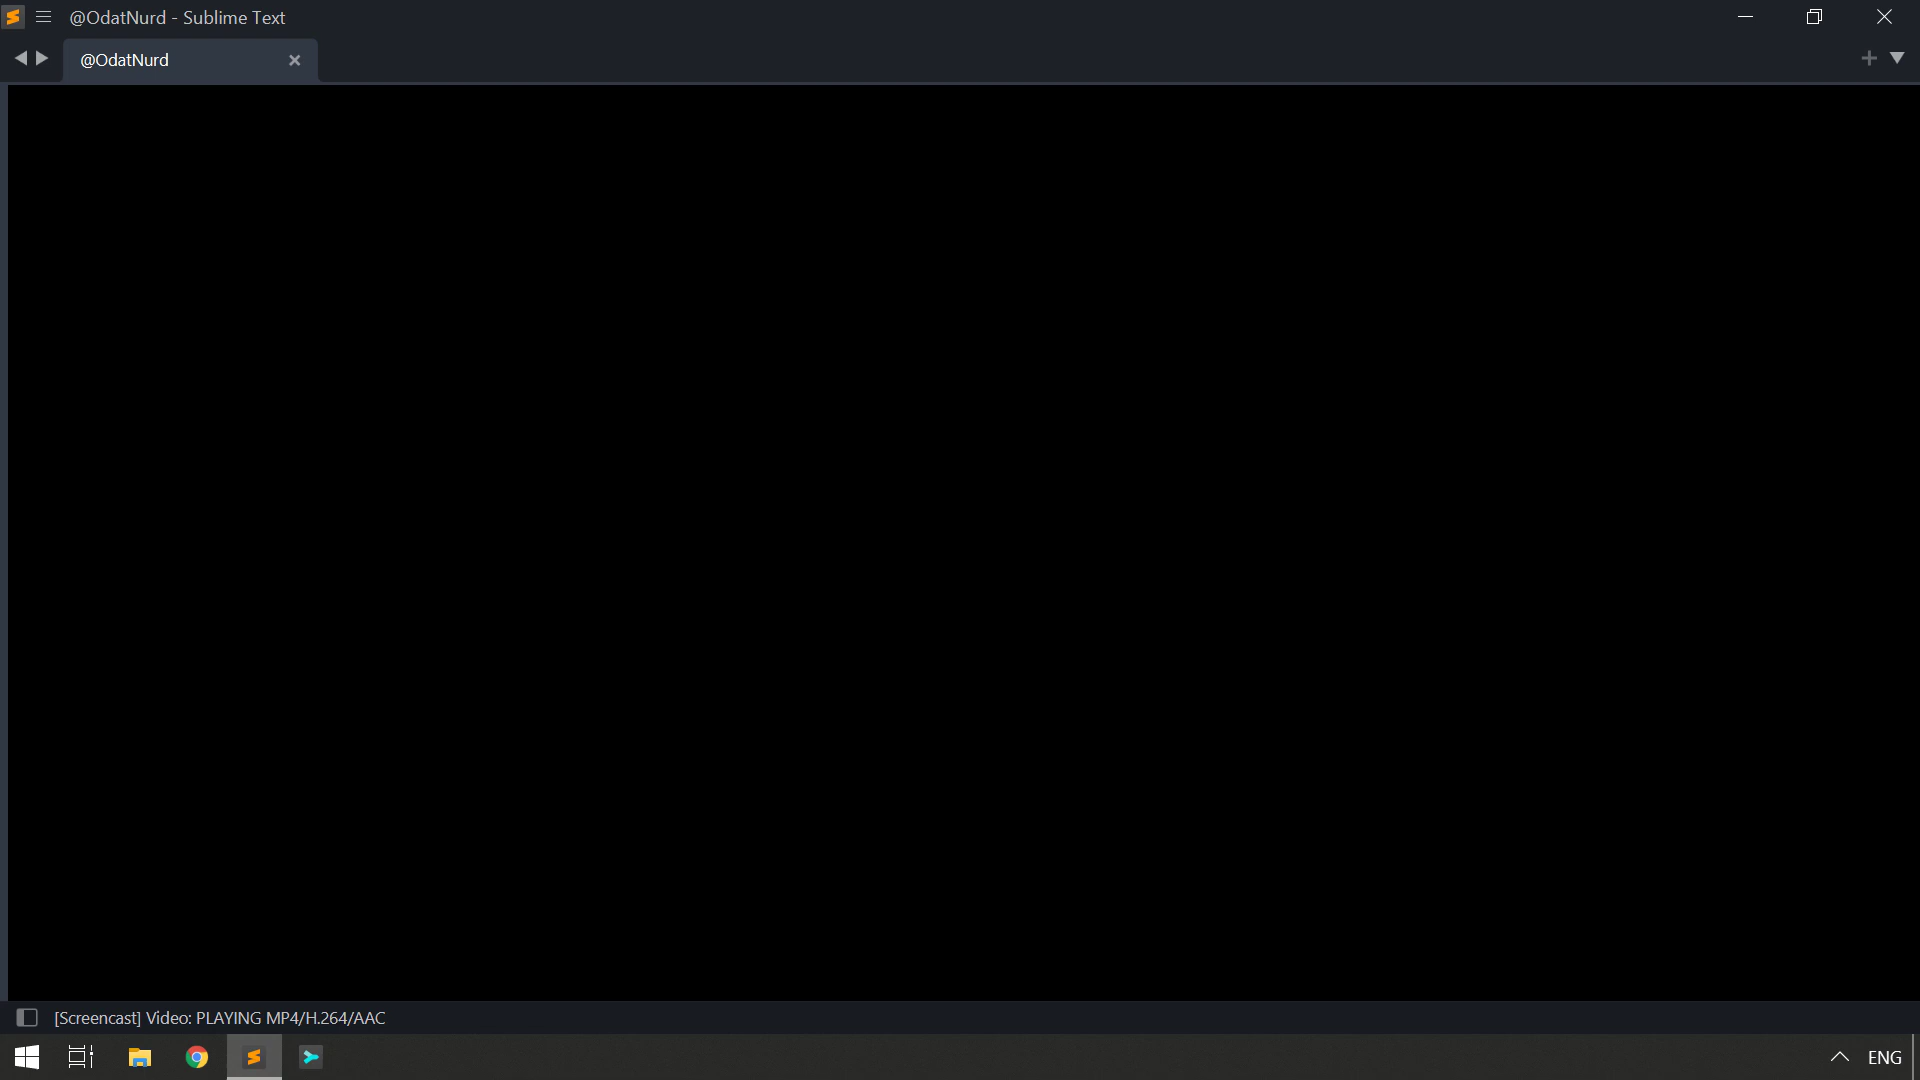 @OdatNurd - Sublime Text
@OdatNurd
[Screencast] Video: PLAYING MP4/H.264/AAC
ENG